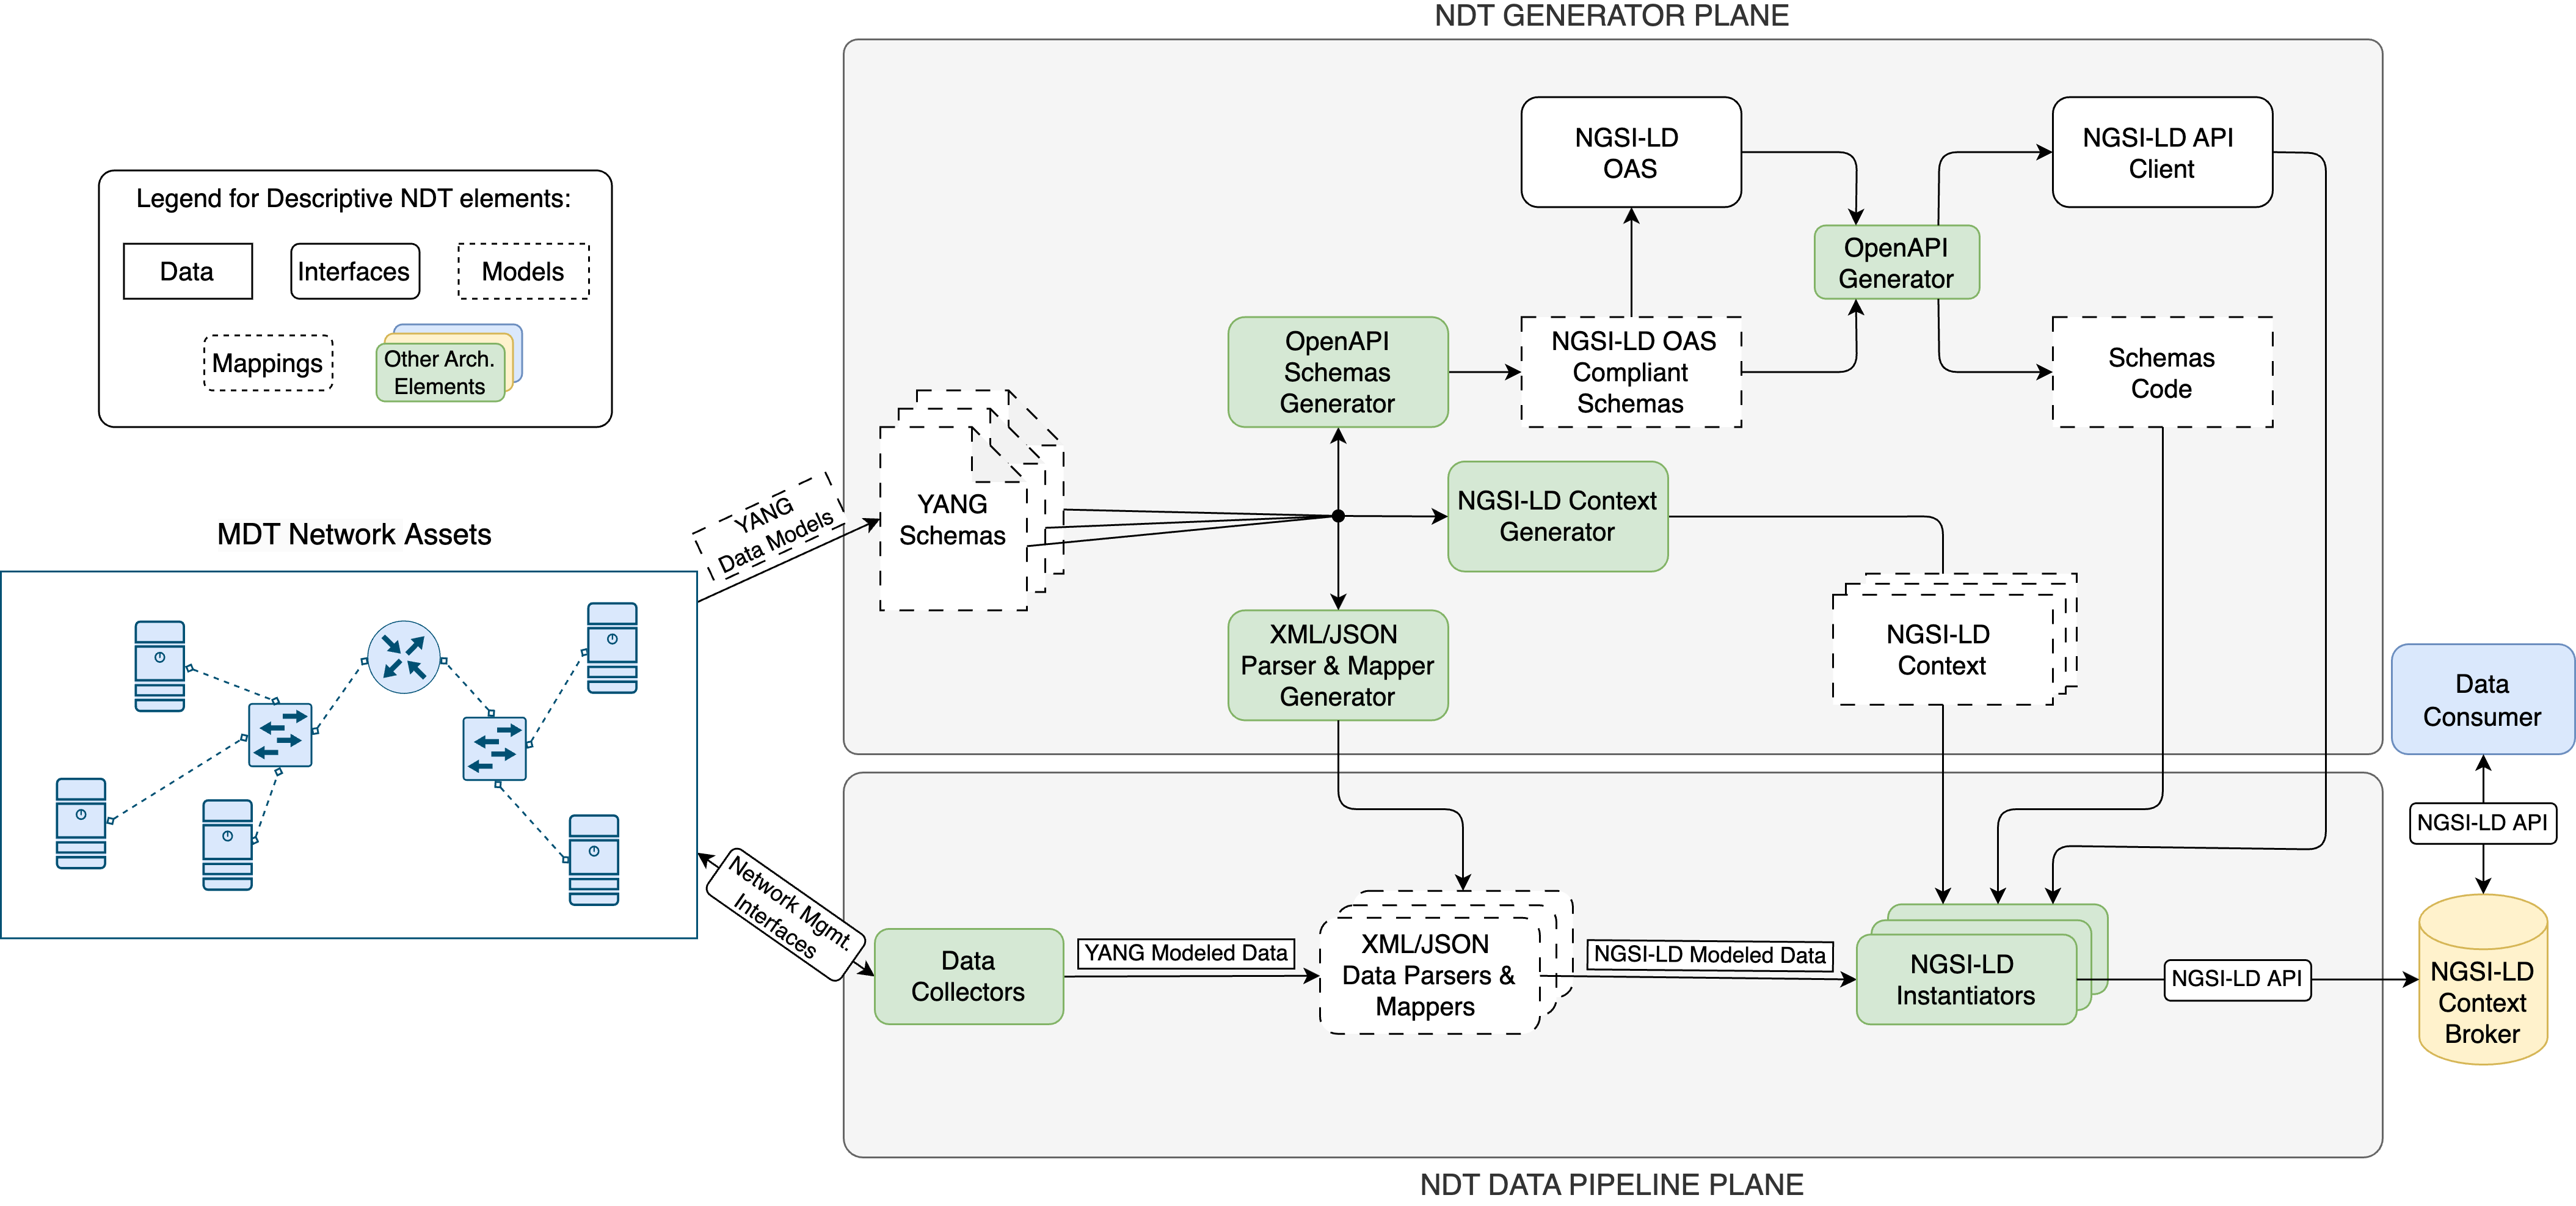 NDT GENERATOR PLANE
NGSI-LD
OAS
NGSI-LD API
Client
Legend for Descriptive NDT elements:
Data
Interfaces
Models
Mappings
Other Arch.
Elements
OpenAPI
Generator
OpenAPI
Schemas
Generator
NGSI-LD OAS
Compliant
Schemas
Schemas
Code
YANG
Data Models
YANG
Schemas
NGSI-LD Context
Generator
MDT Network Assets
XML/JSON
Parser & Mapper
Generator
NGSI-LD
Context
Data
Consumer
NGSI-LD API
Network Mgmt.
Interfaces
Data
Collectors
YANG Modeled Data
XML/JSON
Data Parsers &
Mappers
NGSI-LD Modeled Data
NGSI-LD
Instantiators
NGSI-LD API
NGSI-LD
Context
Broker
NDT DATA PIPELINE PLANE